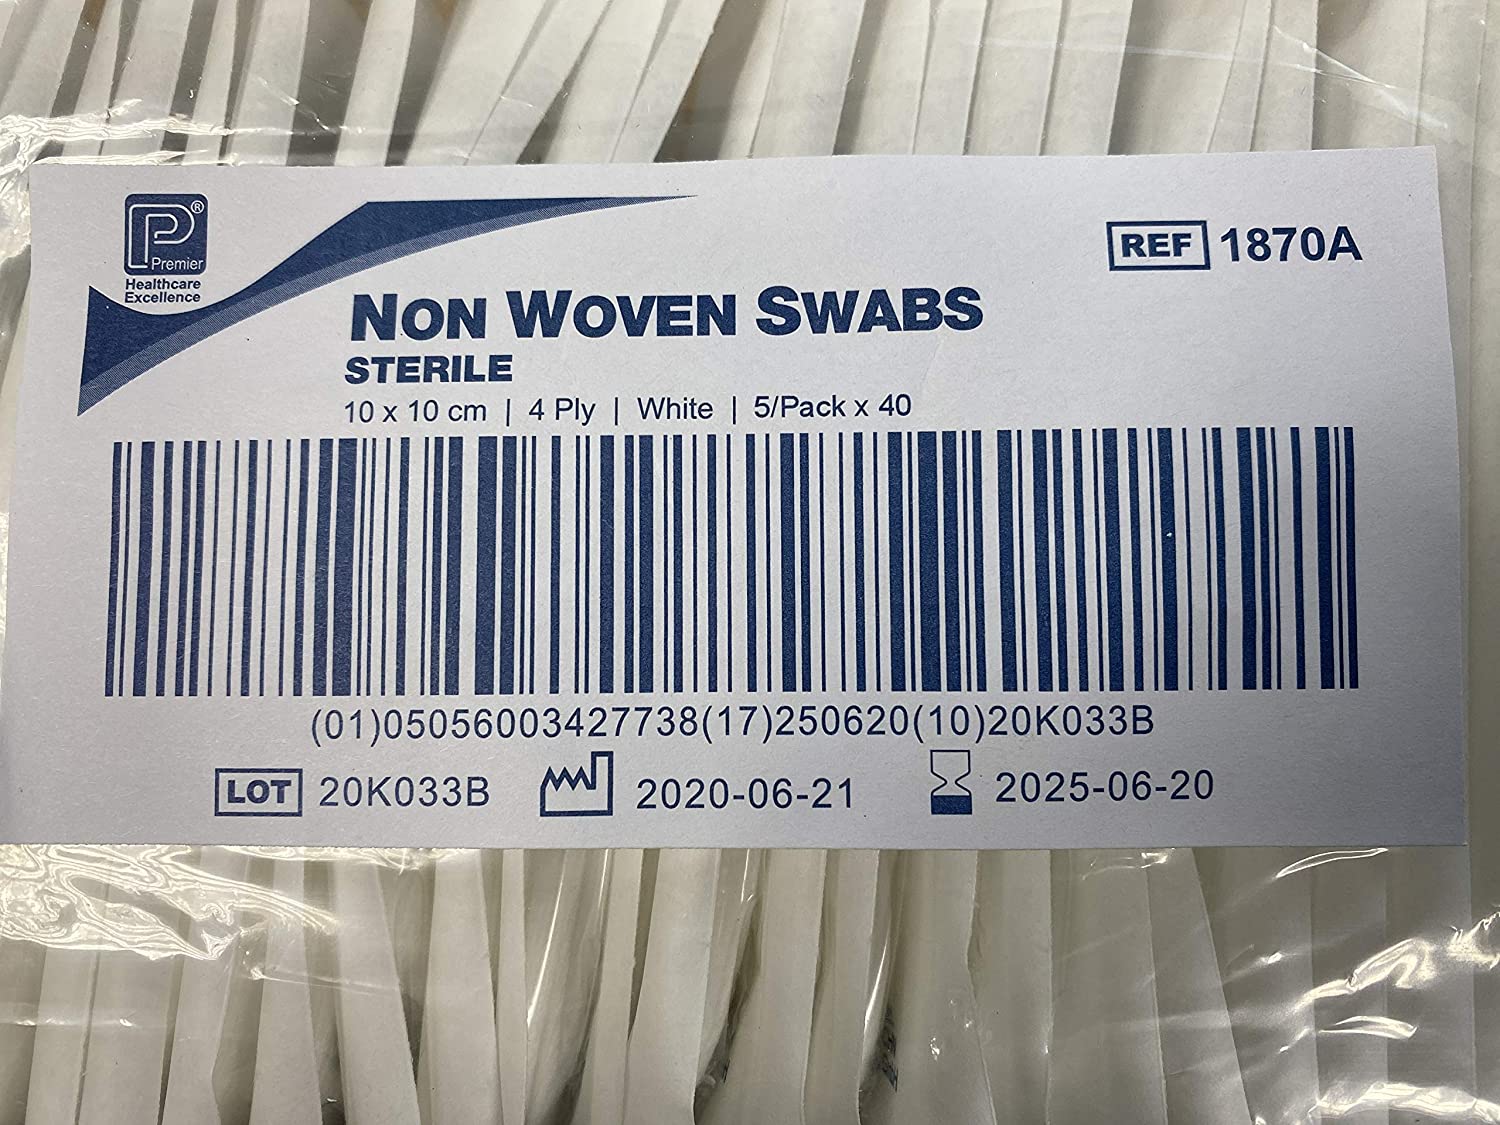 P®
Premier
Healthcare
Excellence
REF 1870A
NON WOVEN SWABS
STERILE
10 x 10 cm | 4 Ply | White | 5/Pack x 40
(01)05056003427738(17)250620(10)20K033B
LOT 20K033B 2020-06-21 2025-06-20